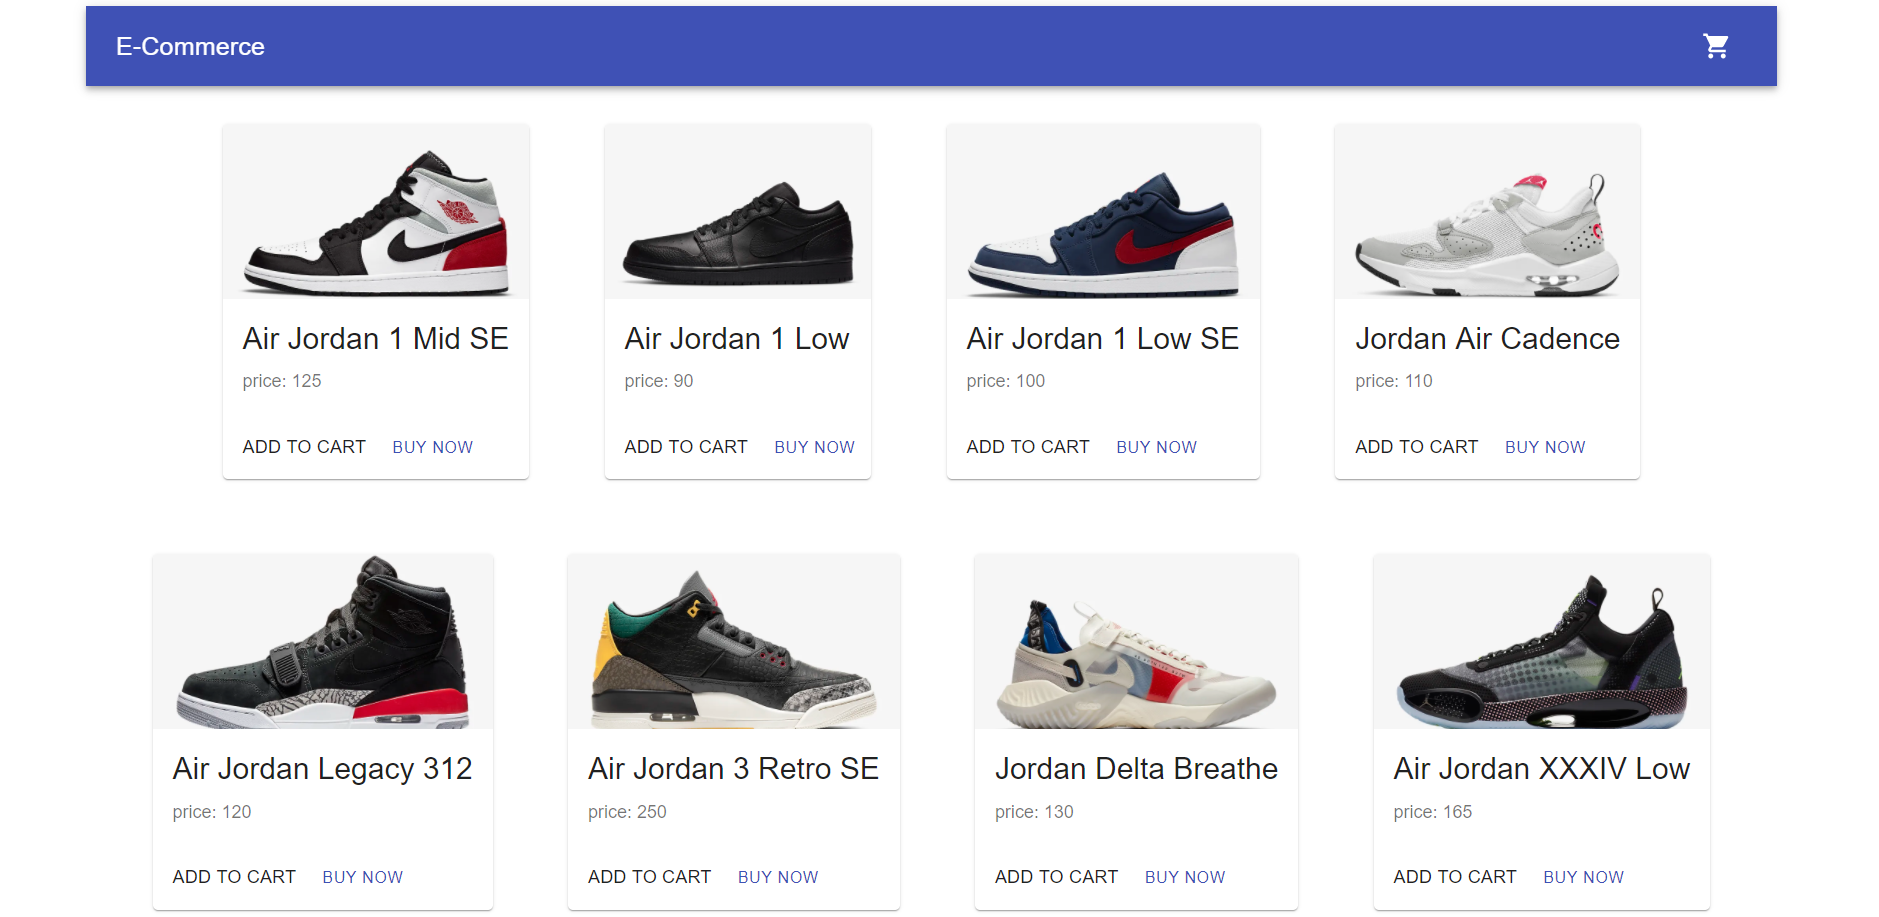 E-Commerce
Air Jordan 1 Mid SE
price: 125
ADD TO CART BUY NOW
Air Jordan 1 Low
price: 90
ADD TO CART BUY NOW
Air Jordan 1 Low SE
price: 100
ADD TO CART BUY NOW
Jordan Air Cadence
price: 110
ADD TO CART BUY NOW
Air Jordan Legacy 312
price: 120
ADD TO CART BUY NOW
Air Jordan 3 Retro SE
price: 250
ADD TO CART BUY NOW
Jordan Delta Breathe
price: 130
ADD TO CART BUY NOW
Air Jordan XXXIV Low
price: 165
ADD TO CART BUY NOW